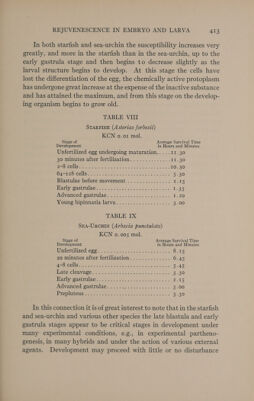 REJUVENESCENCE IN EMBRYO AND LARVA 413
In both starfish and sea-urchin the susceptibility increases very
greatly, and more in the starfish than in the sea-urchin, up to the
early gastrula stage and then begins to decrease slightly as the
larval structure begins to develop. At this stage the cells have
lost the differentiation of the egg, the chemically active protoplasm
has undergone great increase at the expense of the inactive substance
and has attained the maximum, and from this stage on the develop-
ing organism begins to grow old.
TABLE VIII
STARFISH (Asterias forbesii)
KCN 0.01 mol.
Stage of Development Average Survival Time in Hours and Minutes
Unfertilized egg undergoing maturation.....11.30
30 minutes after fertilization..............11.30
2-8 cells..............................10.30
64-128 cells............................ 5.30
Blastulae before movement................ 1.15
Early gastrulae......................... 1.35
Advanced gastrulae...................... 1.20
Young bipinnaria larva................... 3.00
TABLE IX
SEA-URCHIN (Arbacia punctulata)
KCN 0.005 mol.
Stage of Development Average Survival Time in Hours and Minutes
Unfertilized egg......................... 8.15
20 minutes after fertilization.............. 6.45
4-8 cells............................... 5.45
Late cleavage........................... 3.30
Early gastrulae......................... 2.15
Advanced gastrulae...................... 3.00
Prepluteus............................. 3.30
In this connection it is of great interest to note that in the starfish
and sea-urchin and various other species the late blastula and early
gastrula stages appear to be critical stages in development under
many experimental conditions, e.g., in experimental partheno-
genesis, in many hybrids and under the action of various external
agents. Development may proceed with little or no disturbance